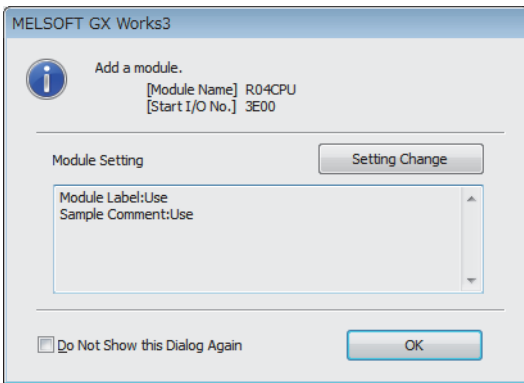 MELSOFT GX Works3
Add a module.
[Module Name] R04CPU
[Start I/O No.] 3E00
Module Setting
Setting Change
Module Label:Use
Sample Comment:Use
Do Not Show this Dialog Again
OK